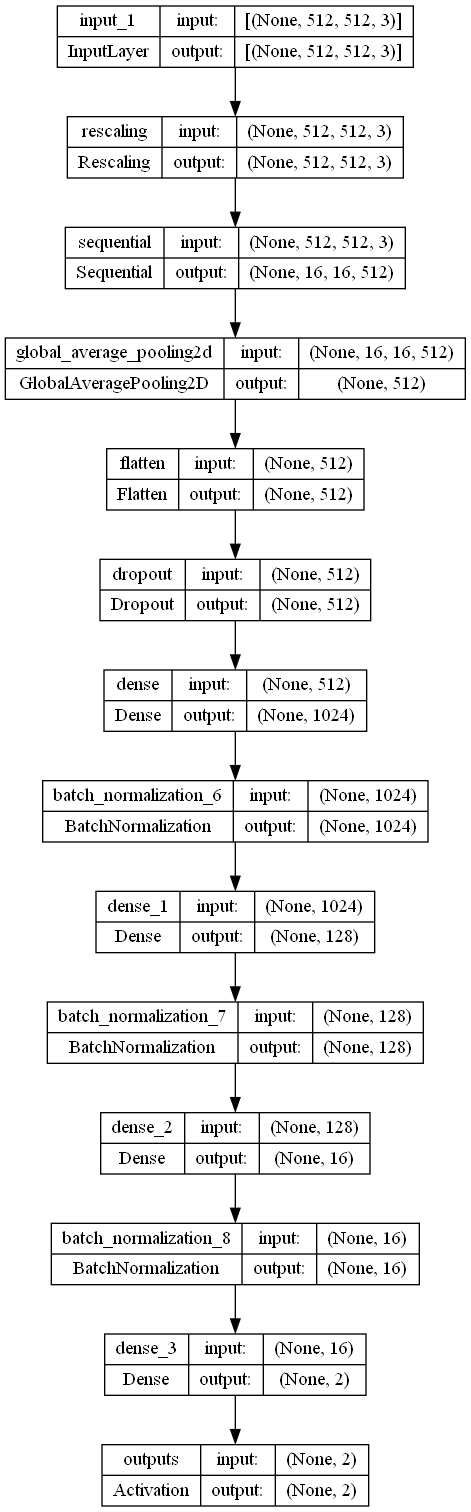 input_1 input: [(None, 512, 512, 3)]
InputLayer output: [(None, 512, 512, 3)]
rescaling input: (None, 512, 512, 3)
Rescaling output: (None, 512, 512, 3)
sequential input: (None, 512, 512, 3)
Sequential output: (None, 16, 16, 512)
global_average_pooling2d input: (None, 16, 16, 512)
GlobalAveragePooling2D output: (None, 512)
flatten input: (None, 512)
Flatten output: (None, 512)
dropout input: (None, 512)
Dropout output: (None, 512)
dense input: (None, 512)
Dense output: (None, 1024)
batch_normalization_6 input: (None, 1024)
BatchNormalization output: (None, 1024)
dense_1 input: (None, 1024)
Dense output: (None, 128)
batch_normalization_7 input: (None, 128)
BatchNormalization output: (None, 128)
dense_2 input: (None, 128)
Dense output: (None, 16)
batch_normalization_8 input: (None, 16)
BatchNormalization output: (None, 16)
dense_3 input: (None, 16)
Dense output: (None, 2)
outputs input: (None, 2)
Activation output: (None, 2)